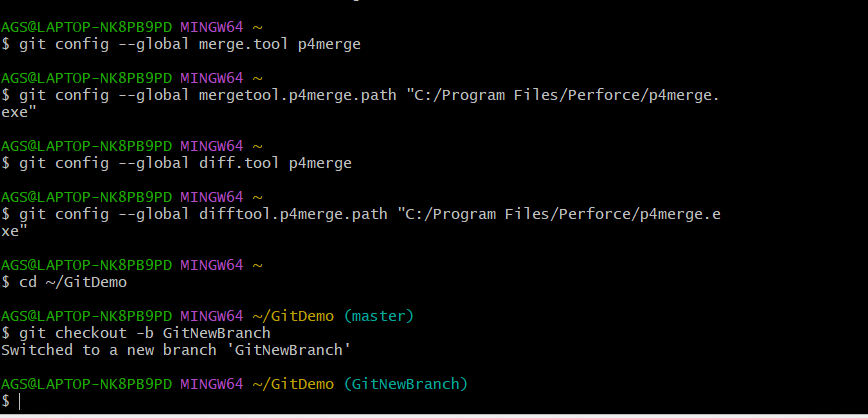 AGS@LAPTOP-NK8PB9PD MINGW64 ~
$ git config --global merge.tool p4merge
AGS@LAPTOP-NK8PB9PD MINGW64 ~
$ git config --global mergetool.p4merge.path "C:/Program Files/Perforce/p4merge.
exe"
AGS@LAPTOP-NK8PB9PD MINGW64 ~
$ git config --global diff.tool p4merge
AGS@LAPTOP-NK8PB9PD MINGW64 ~
$ git config --global difftool.p4merge.path "C:/Program Files/Perforce/p4merge.e
xe"
AGS@LAPTOP-NK8PB9PD MINGW64 ~
$ cd ~/GitDemo
AGS@LAPTOP-NK8PB9PD MINGW64 ~/GitDemo (master)
$ git checkout -b GitNewBranch
Switched to a new branch 'GitNewBranch'
AGS@LAPTOP-NK8PB9PD MINGW64 ~/GitDemo (GitNewBranch)
$